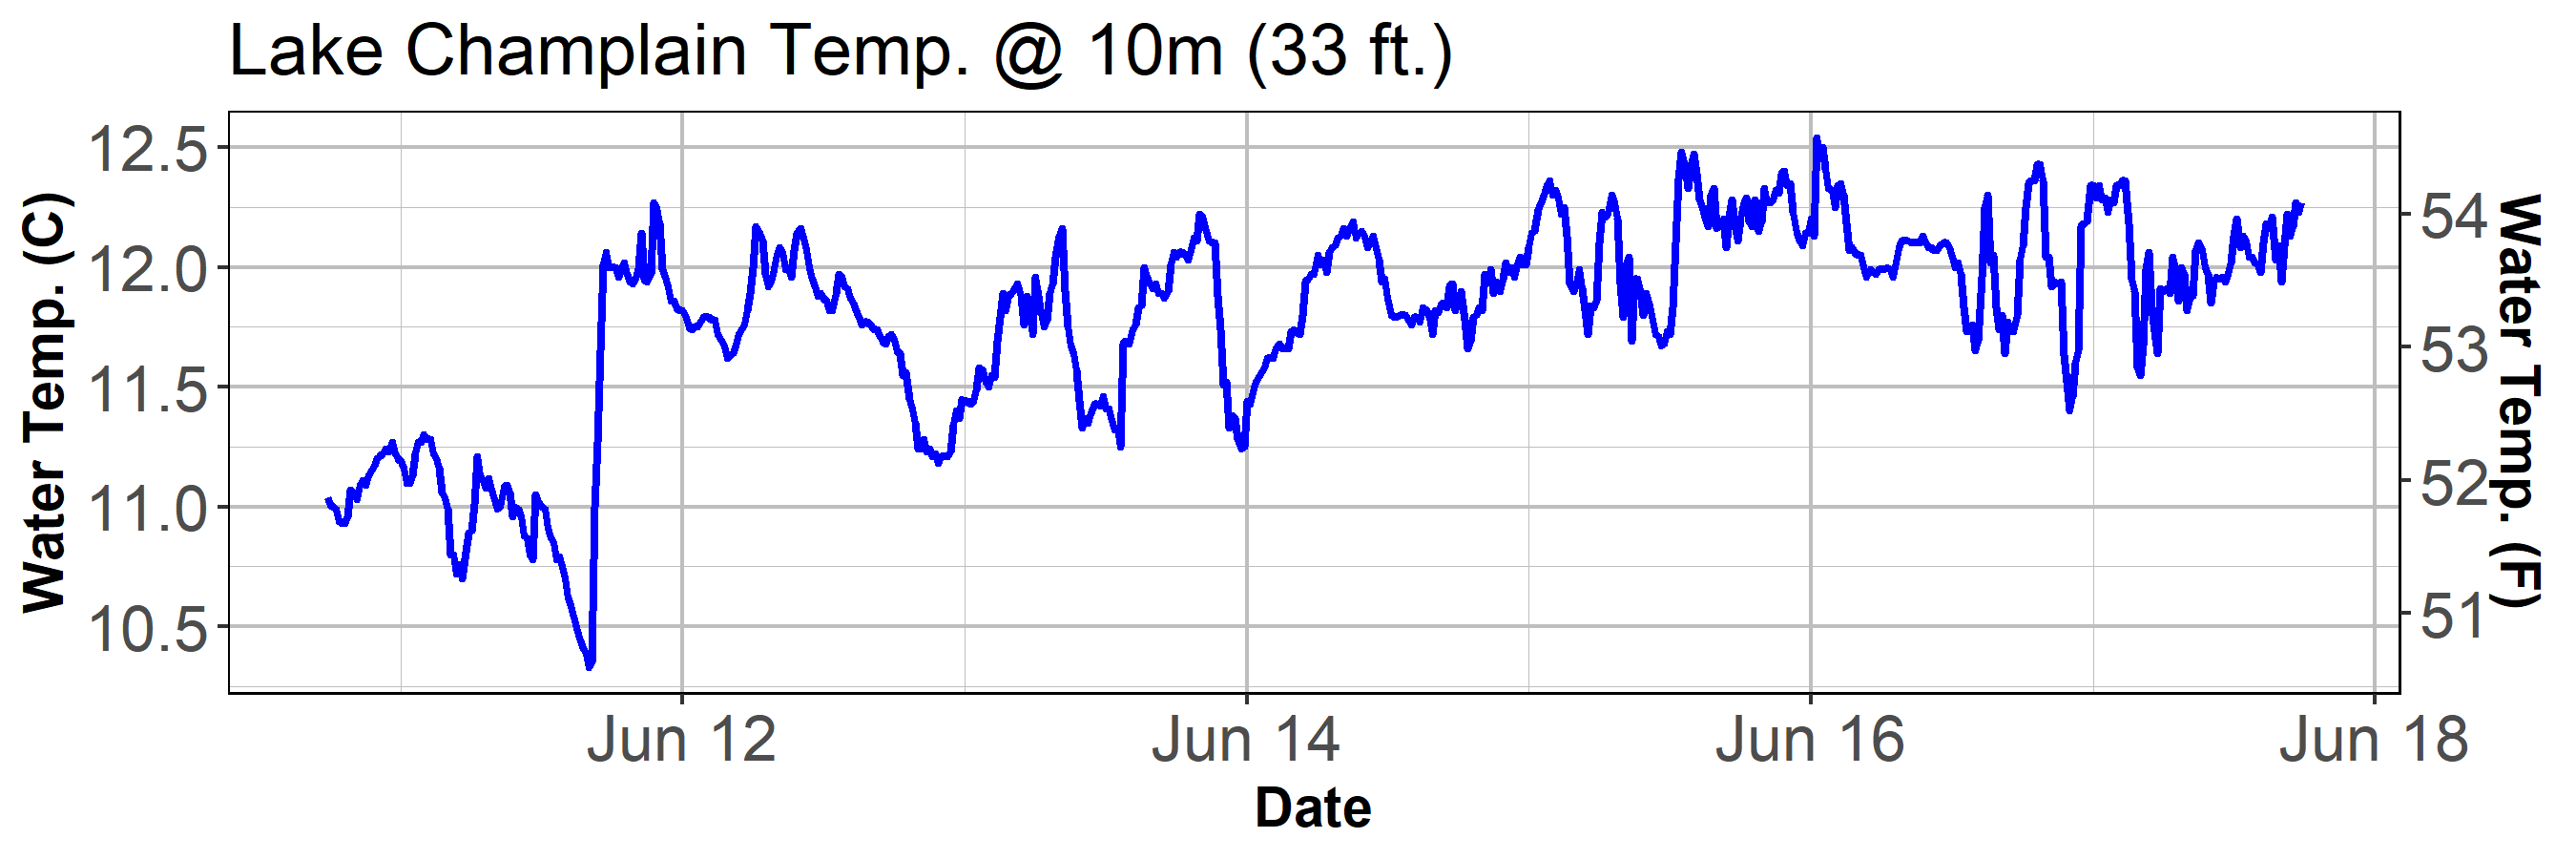 Lake Champlain Temp. @ 10m (33 ft.)
Water Temp. (C)
12.5
12.0
11.5
11.0
10.5
54
53
52
51
Water Temp. (F)
Jun 12
Jun 14
Jun 16
Jun 18
Date